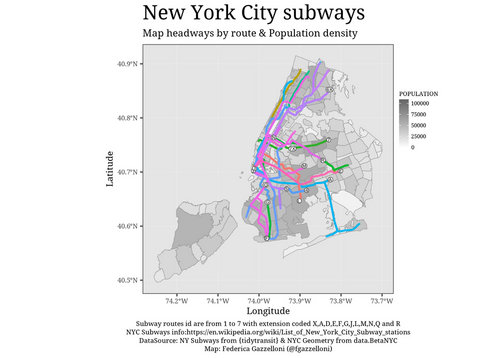 New York City subways
Map headways by route & Population density
40.9°N
40.8°N
40.7°N
40.6°N
40.5°N
Latitude
POPULATION
100000
75000
50000
25000
0
74.2°W 74.1°W 74.0°W 73.9°W 73.8°W 73.7°W
Longitude
Subway routes id are from 1 to 7 with extension coded X,A,D,E,F,G,J,L,M,N,Q and R
NYC Subways info:https://en.wikipedia.org/wiki/List_of_New_York_City_Subway_stations
DataSource: NY Subways from {tidytransit} & NYC Geometry from data.BetaNYC
Map: Federica Gazzelloni (@fgazzelloni)